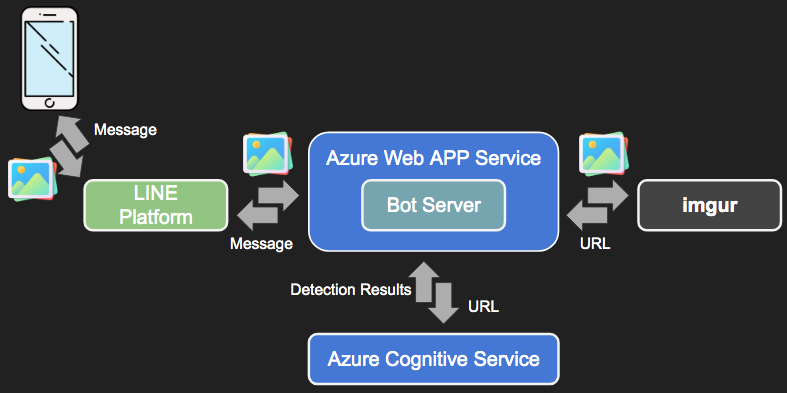 Message
LINE
Platform
Message
Azure Web APP Service
Bot Server
URL
imgur
Detection Results
URL
Azure Cognitive Service